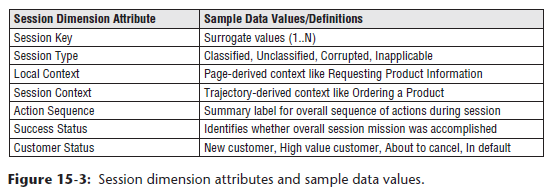 Session Dimension Attribute Sample Data Values/Definitions
Session Key Surrogate values (1..N)
Session Type Classified, Unclassified, Corrupted, Inapplicable
Local Context Page-derived context like Requesting Product Information
Session Context Trajectory-derived context like Ordering a Product
Action Sequence Summary label for overall sequence of actions during session
Success Status Identifies whether overall session mission was accomplished
Customer Status New customer, High value customer, About to cancel, In default
Figure 15-3: Session dimension attributes and sample data values.